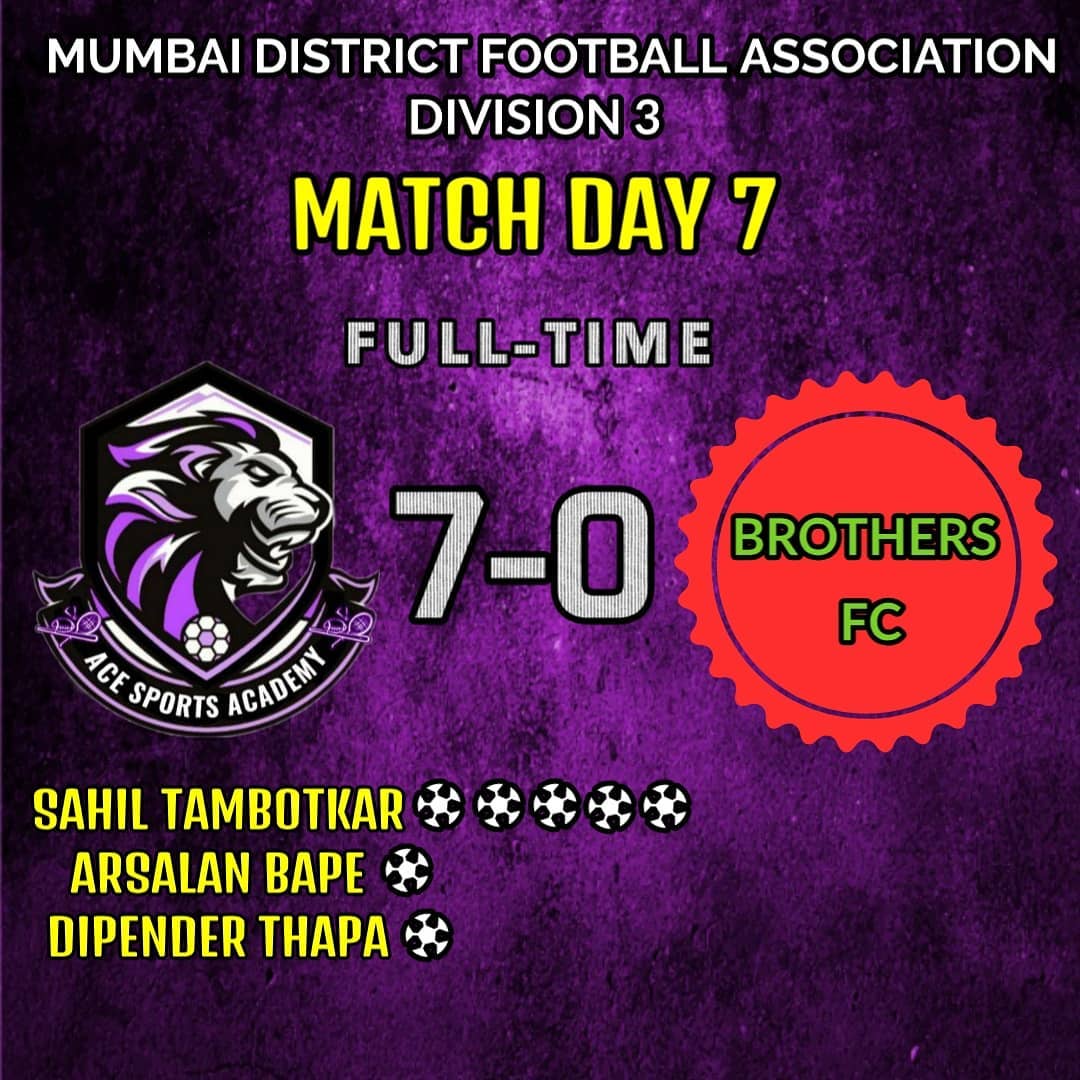 MUMBAI DISTRICT FOOTBALL ASSOCIATION
DIVISION 3
MATCH DAY 7
FULL-TIME
ACE SPORTS ACADEMY
7-0
BROTHERS
FC
SAHIL TAMBOTKAR
ARSALAN BAPE
DIPENDER THAPA